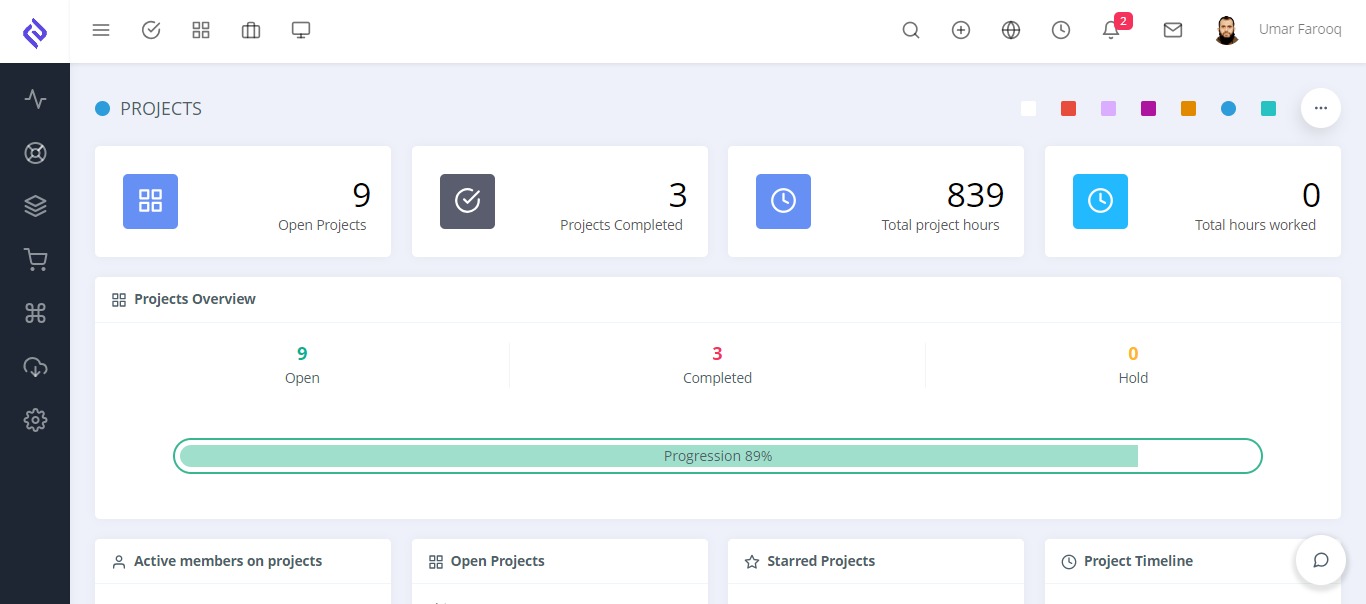 2
Umar Farooq
PROJECTS
9
Open Projects
3
Projects Completed
839
Total project hours
0
Total hours worked
Projects Overview
9
Open
3
Completed
0
Hold
Progression 89%
Active members on projects
Open Projects
Starred Projects
Project Timeline